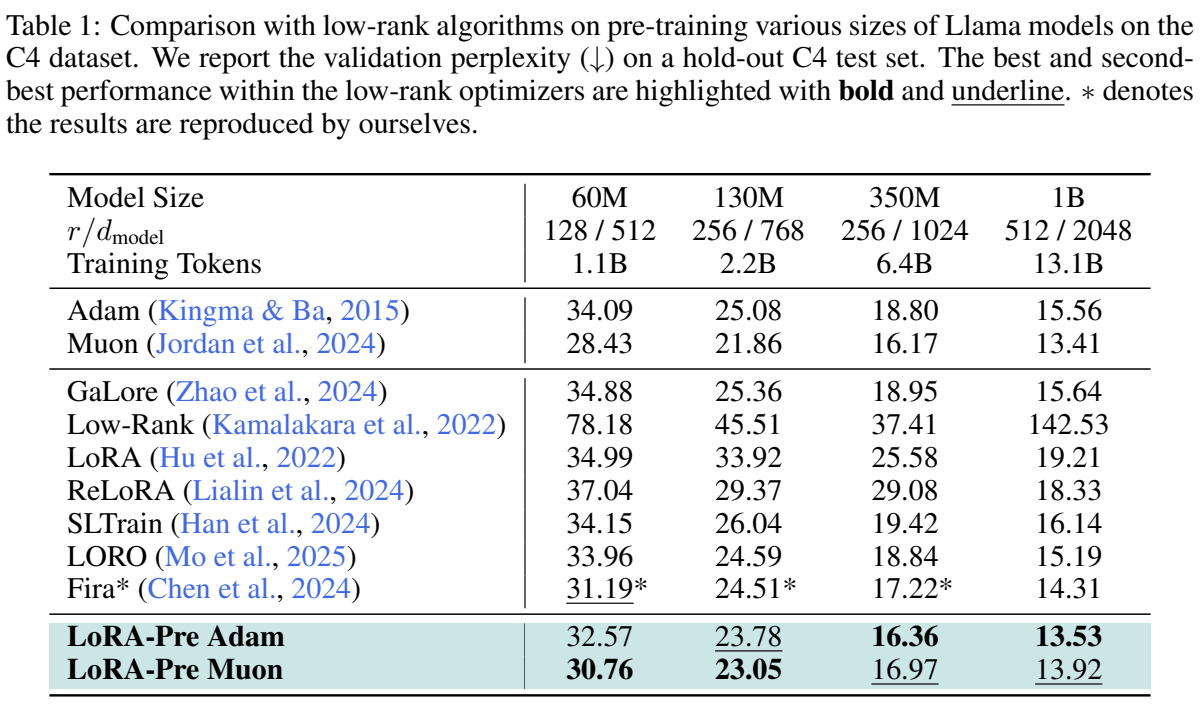 Table 1: Comparison with low-rank algorithms on pre-training various sizes of Llama models on the
C4 dataset. We report the validation perplexity (↓) on a hold-out C4 test set. The best and second-
best performance within the low-rank optimizers are highlighted with bold and underline. ∗ denotes
the results are reproduced by ourselves.
Model Size 60M 130M 350M 1B
r/d_model 128 / 512 256 / 768 256 / 1024 512 / 2048
Training Tokens 1.1B 2.2B 6.4B 13.1B
Adam (Kingma & Ba, 2015) 34.09 25.08 18.80 15.56
Muon (Jordan et al., 2024) 28.43 21.86 16.17 13.41
GaLore (Zhao et al., 2024) 34.88 25.36 18.95 15.64
Low-Rank (Kamalakara et al., 2022) 78.18 45.51 37.41 142.53
LoRA (Hu et al., 2022) 34.99 33.92 25.58 19.21
ReLoRA (Lialin et al., 2024) 37.04 29.37 29.08 18.33
SLTrain (Han et al., 2024) 34.15 26.04 19.42 16.14
LORO (Mo et al., 2025) 33.96 24.59 18.84 15.19
Fira* (Chen et al., 2024) 31.19* 24.51* 17.22* 14.31
LoRA-Pre Adam 32.57 23.78 16.36 13.53
LoRA-Pre Muon 30.76 23.05 16.97 13.92